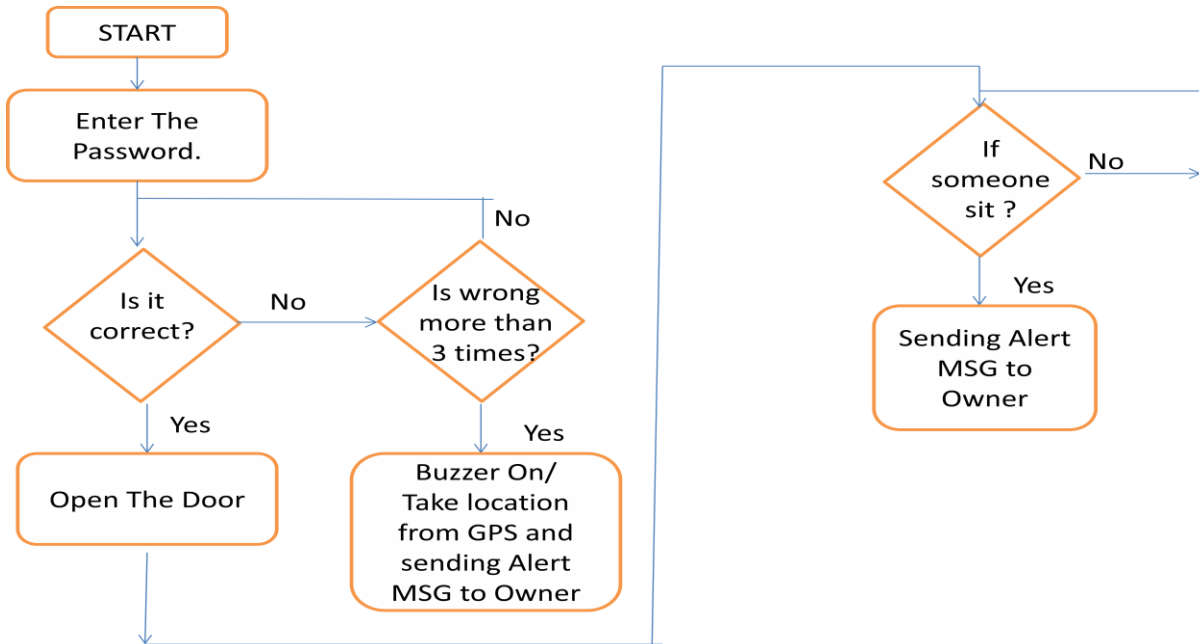 START
Enter The
Password.
No
Is it
correct?
No
Is wrong
more than
3 times?
Yes
Yes
Open The Door
Buzzer On/
Take location
from GPS and
sending Alert
MSG to Owner
If
someone
sit ?
No
Yes
Sending Alert
MSG to
Owner